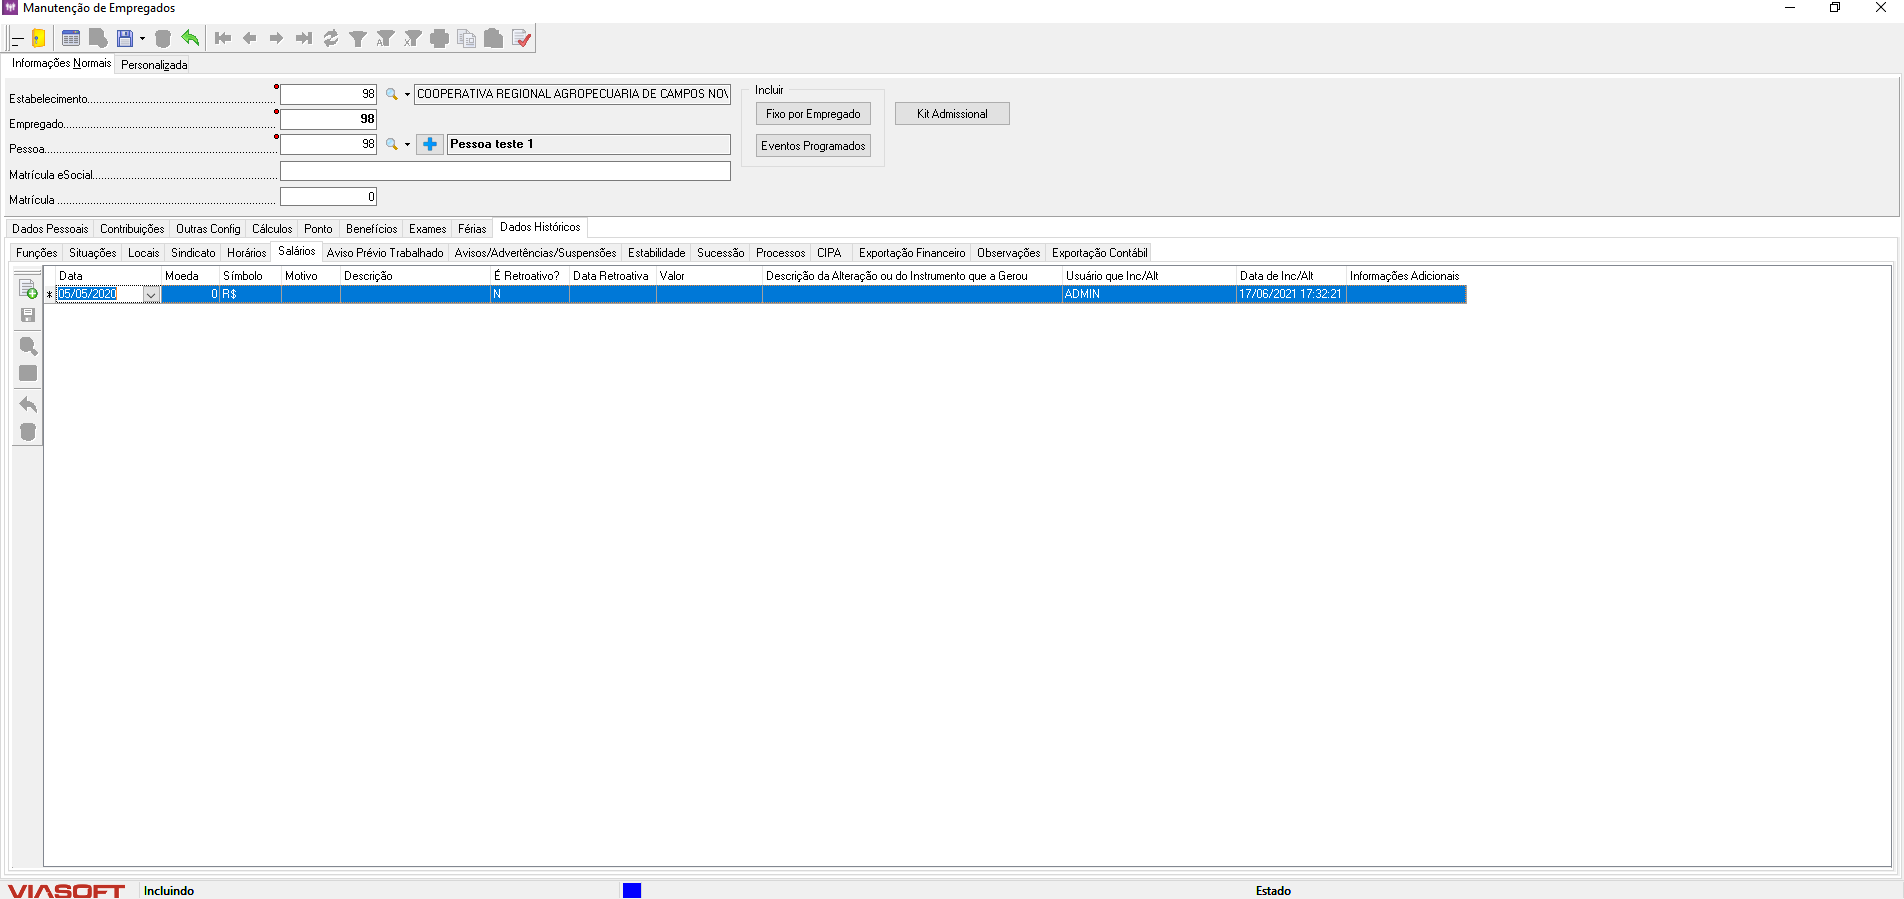 Manutenção de Empregados
Informações Normais Personalizada
Estabelecimento 98 COOPERATIVA REGIONAL AGROPECUARIA DE CAMPOS
Empregado 98
Pessoa 98 Pessoa teste 1
Matrícula eSocial
Matrícula 0
Incluir
Fixo por Empregado
Eventos Programados
Kit Admissional
Dados Pessoais Contribuições Outras Config Cálculos Ponto Benefícios Exames Férias Dados Históricos
Funções Situações Locais Sindicato Horários Salários Aviso Prévio Trabalhado Avisos/Advertências/Suspensões Estabilidade Sucessão Processos CIPA Exportação Financeiro Observações Exportação Contábil
Data Moeda Símbolo Motivo Descrição É Retroativo? Data Retroativa Valor Descrição da Alteração ou do Instrumento que a Gerou Usuário que Inc/Alt Data de Inc/Alt Informações Adicionais
* 05/05/2020 0 R$ N ADMIN 17/06/2021 17:32:21
VIASOFT Incluindo Estado